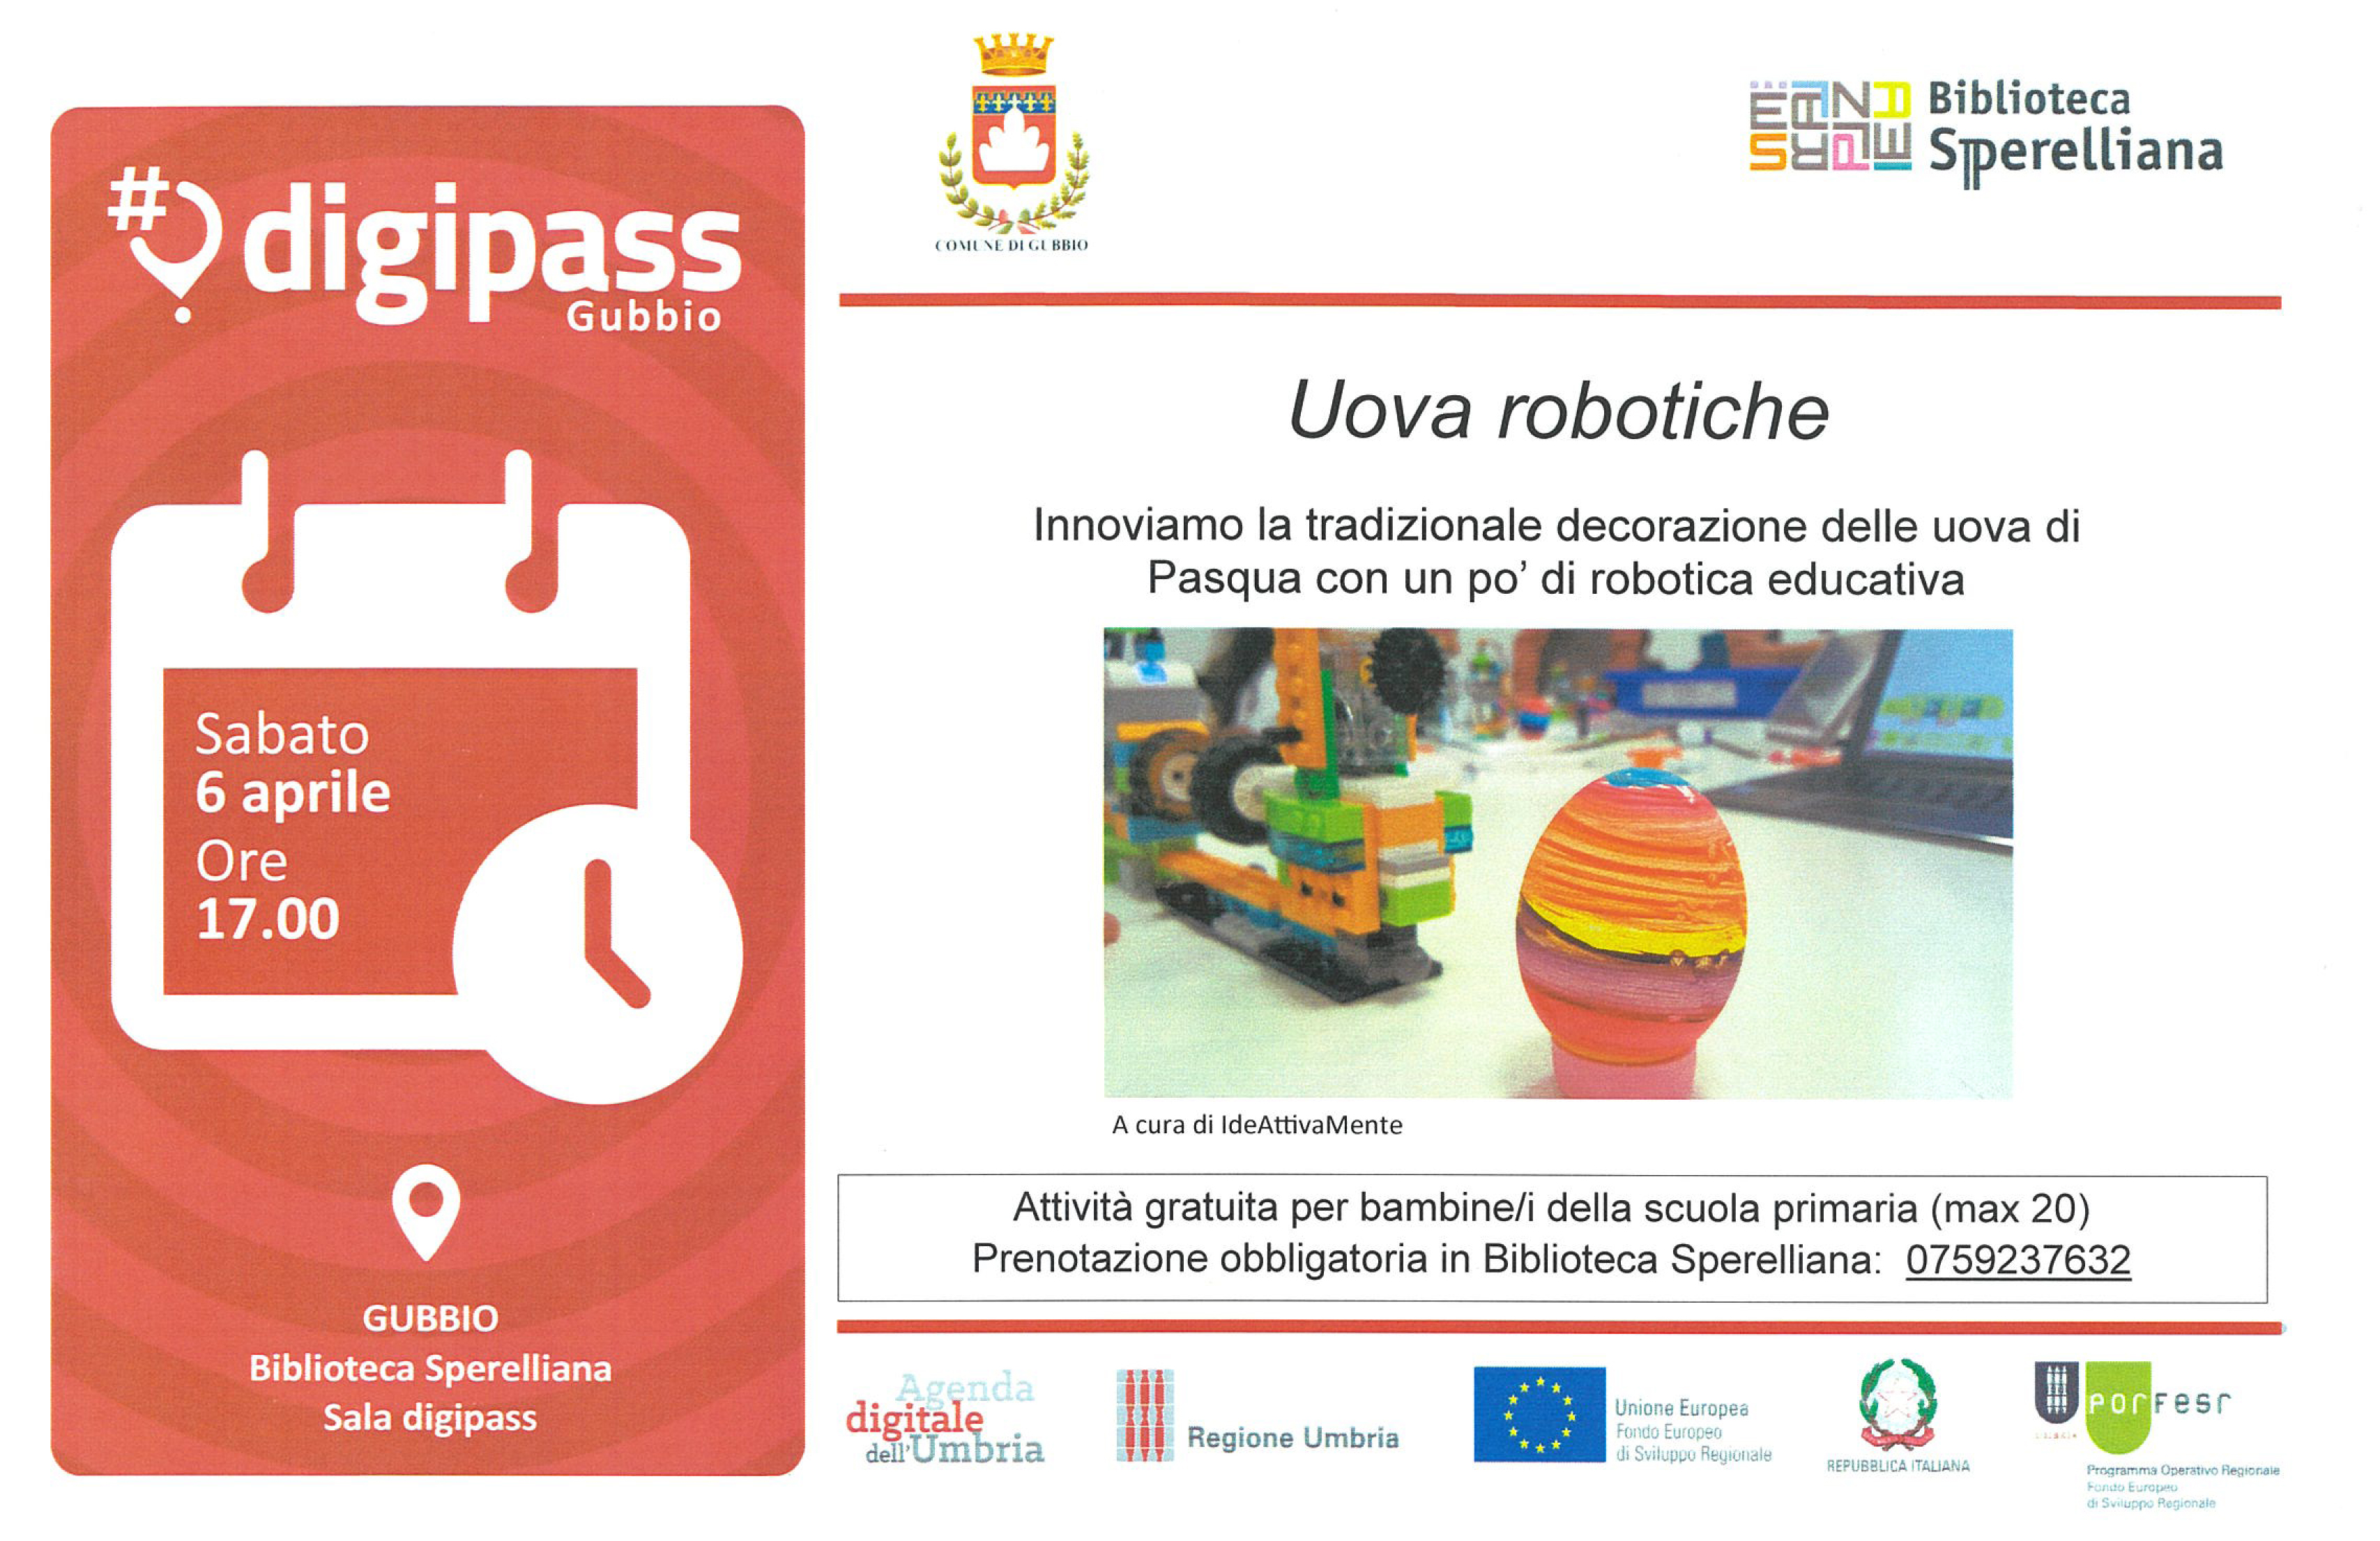 # digipass
Gubbio
Sabato
6 aprile
Ore
17.00
GUBBIO
Biblioteca Sperelliana
Sala digipass
COMUNE DI GUBBIO
Biblioteca
Sperelliana
Uova robotiche
Innoviamo la tradizionale decorazione delle uova di
Pasqua con un po’ di robotica educativa
A cura di IdeAttivaMente
Attività gratuita per bambine/i della scuola primaria (max 20)
Prenotazione obbligatoria in Biblioteca Sperelliana: 0759237632
Agenda
digitale
dell'Umbria
Regione Umbria
Unione Europea
Fondo Europeo
di Sviluppo Regionale
REPUBBLICA ITALIANA
porFesr
Programma Operativo Regionale
Fondo Europeo
di Sviluppo Regionale